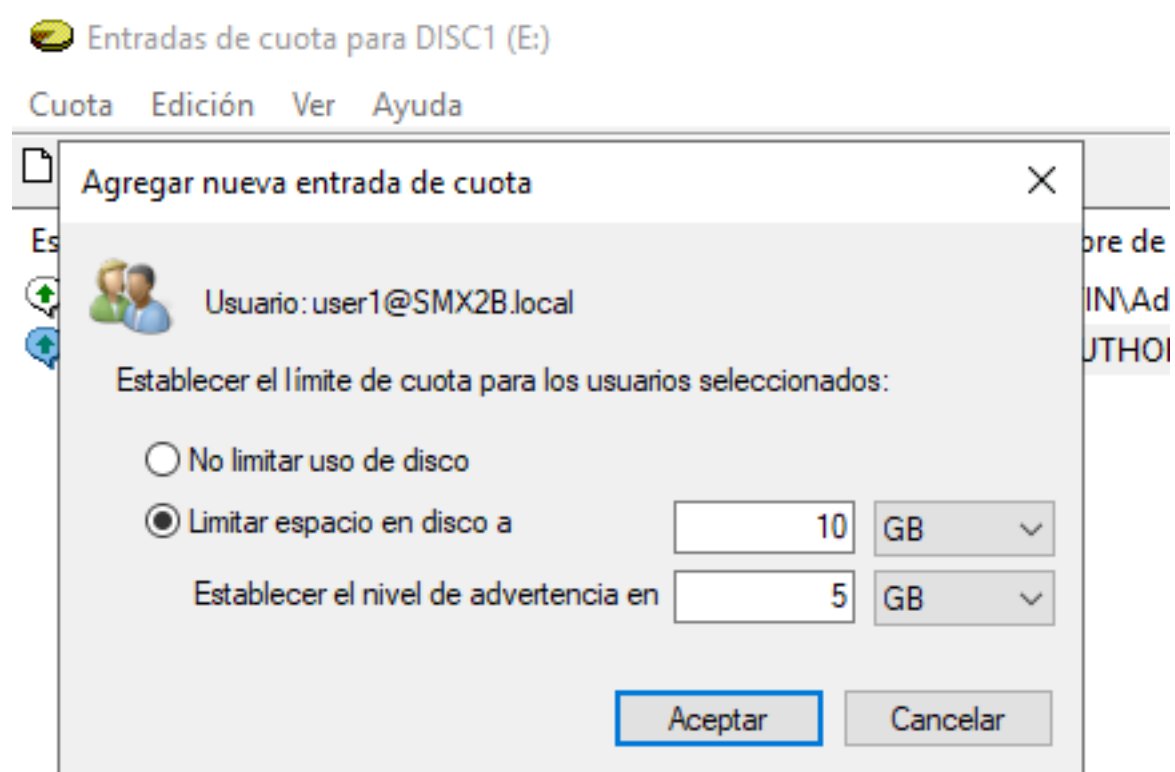 Entradas de cuota para DISC1 (E:)
Cuota Edición Ver Ayuda
Agregar nueva entrada de cuota
Usuario: user1@SMX2B.local
Establecer el límite de cuota para los usuarios seleccionados:
No limitar uso de disco
Limitar espacio en disco a 10 GB
Establecer el nivel de advertencia en 5 GB
Aceptar Cancelar